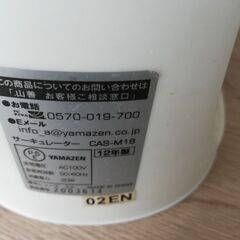 この商品についてのお問い合わせは
「山善 お客様ご相談窓口」
●お電話
0570-019-700
●Eメール
info_a@yamazen.co.jp
サーキュレーター CAS-M18
YAMAZEN 12年製
AC100V
50-60Hz
02EN